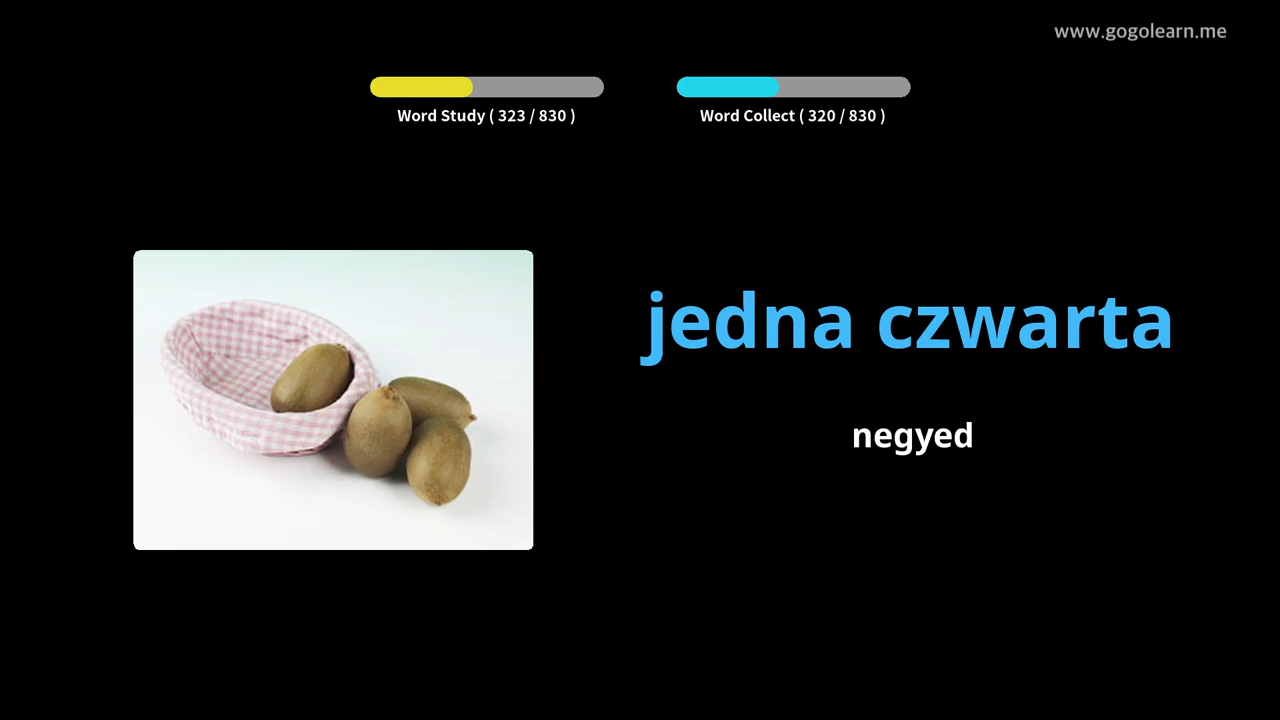 www.gogolearn.me
Word Study ( 323 / 830 )
Word Collect ( 320 / 830 )
jedna czwarta
negyed